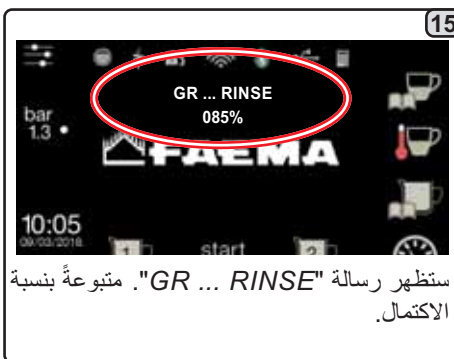 15
GR ... RINSE
085%
bar
1.3
FAEMA
10:05
09/03/2018
1
start
2
ستظهر رسالة "GR ... RINSE". متبوعةً بنسبة
الاكتمال.